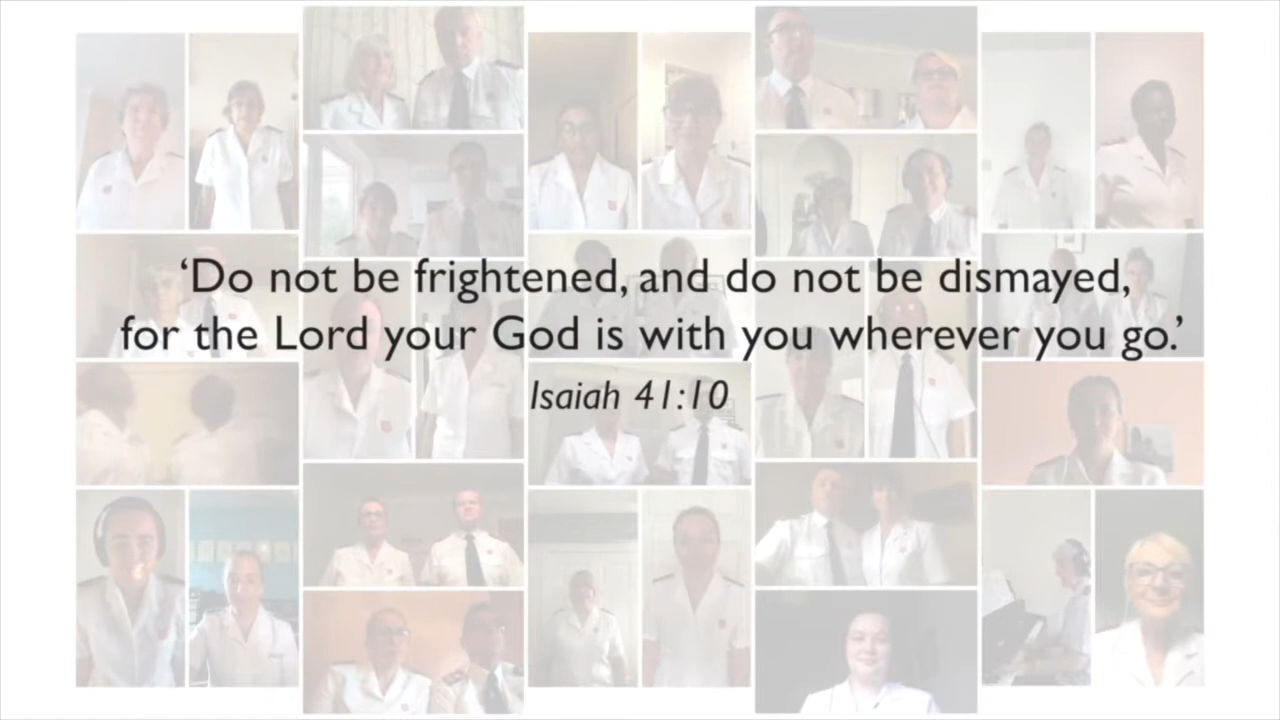 ‘Do not be frightened, and do not be dismayed,
for the Lord your God is with you wherever you go.’
Isaiah 41:10